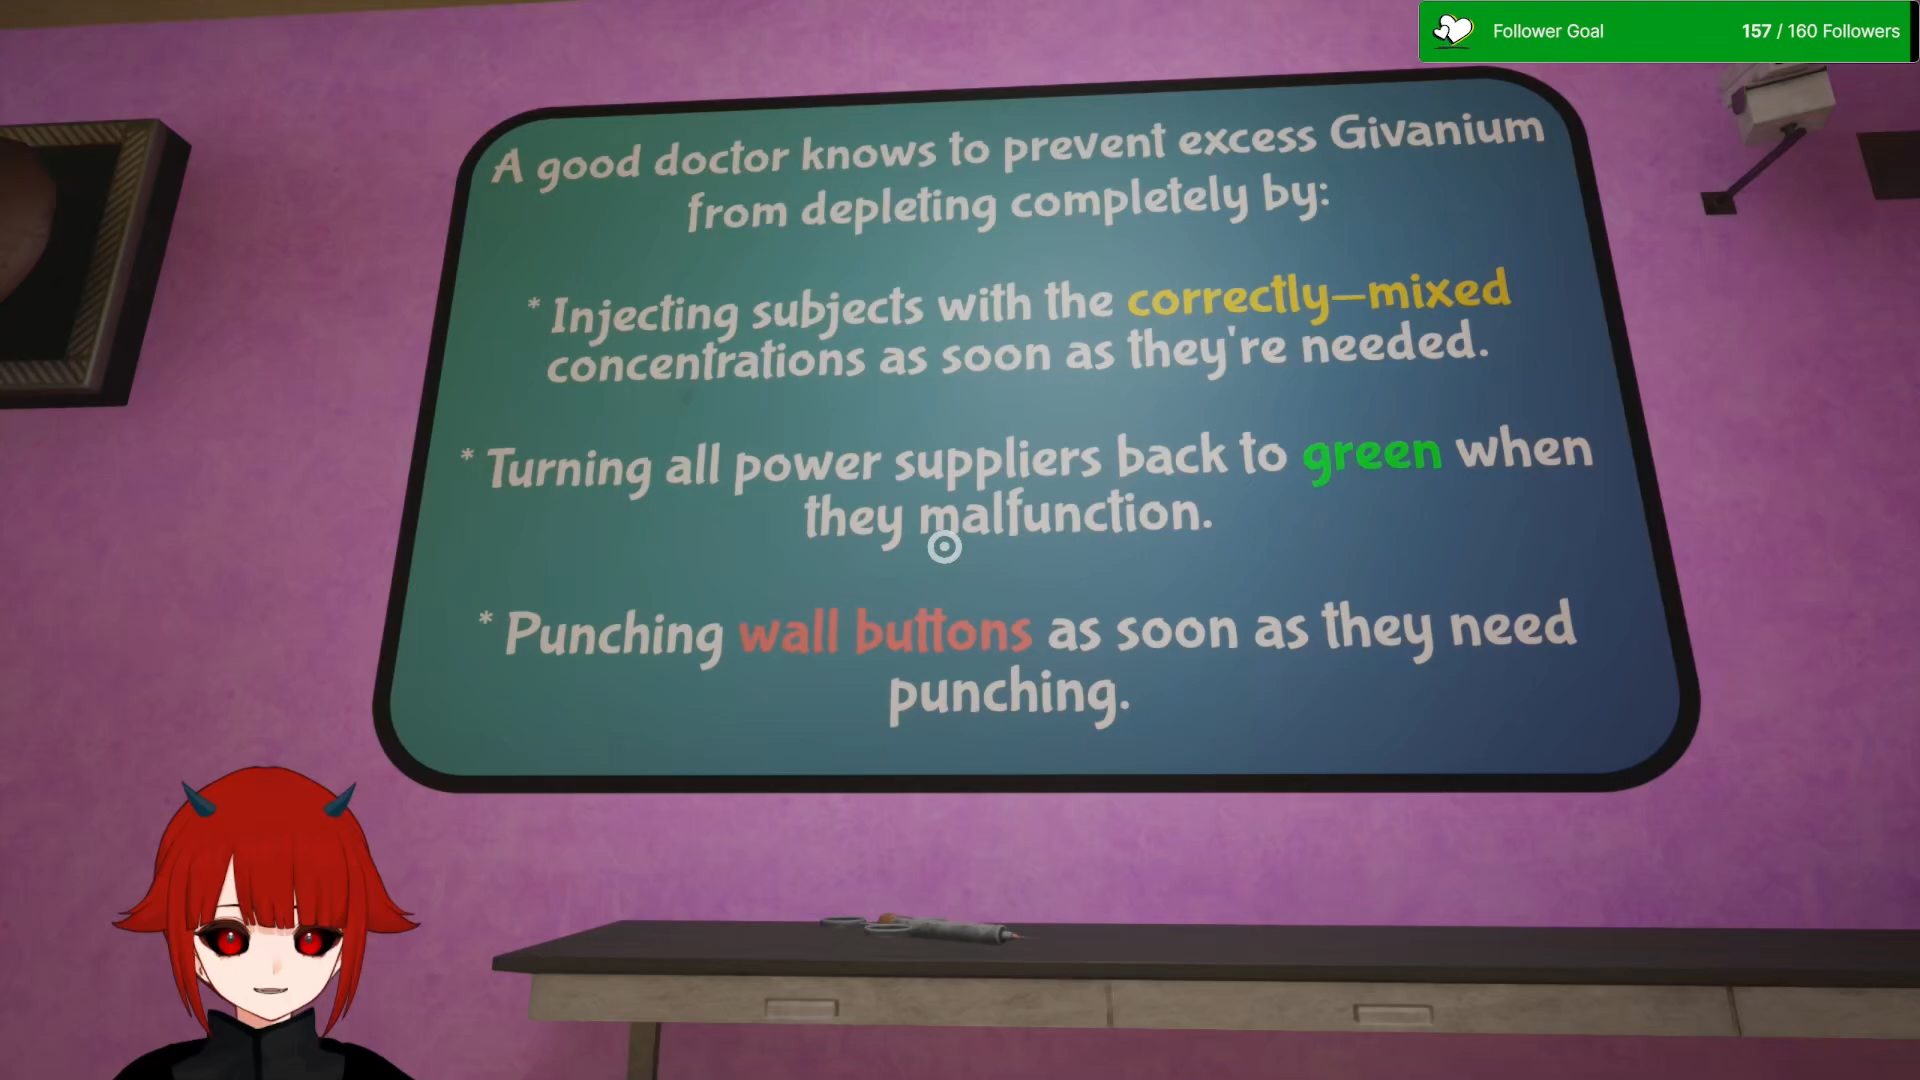 Follower Goal 157 / 160 Followers
A good doctor knows to prevent excess Givanium
from depleting completely by:
* Injecting subjects with the correctly-mixed
concentrations as soon as they're needed.
* Turning all power suppliers back to green when
they malfunction.
* Punching wall buttons as soon as they need
punching.